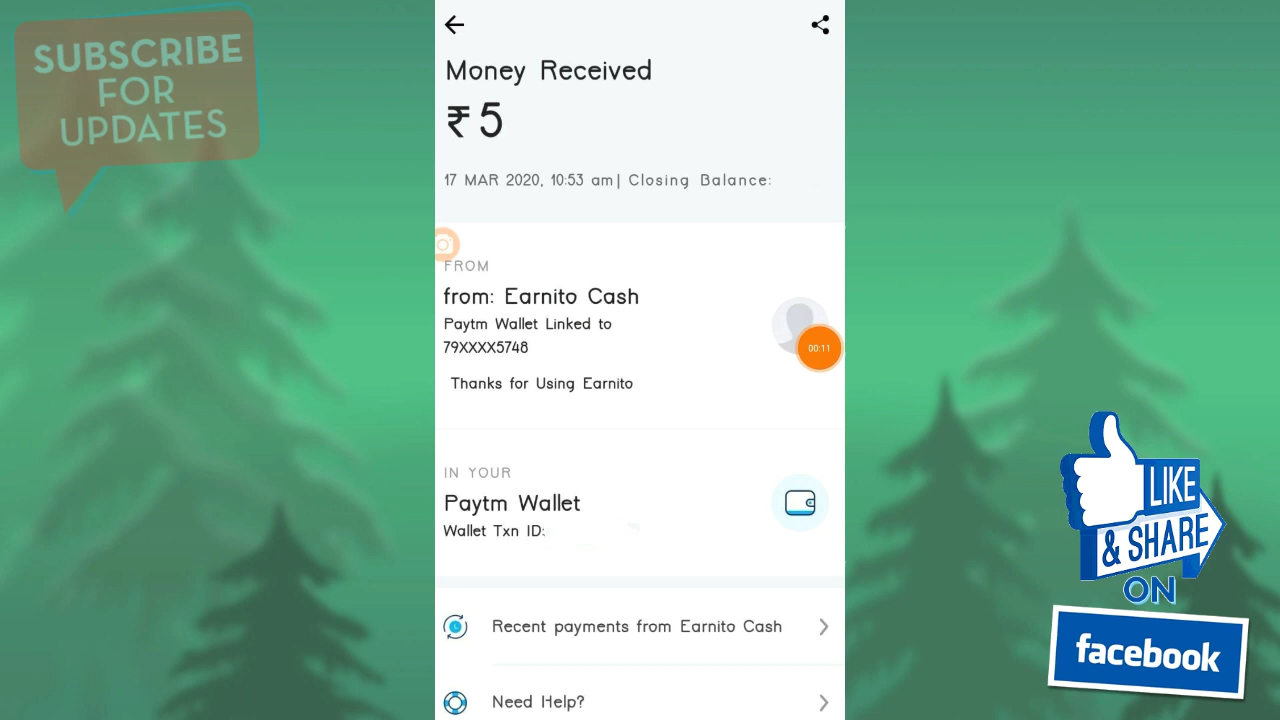 SUBSCRIBE
FOR
UPDATES
Money Received
₹5
17 MAR 2020, 10:53 am| Closing Balance:
FROM
from: Earnito Cash
Paytm Wallet Linked to
79XXXX5748
00:11
Thanks for Using Earnito
IN YOUR
Paytm Wallet
Wallet Txn ID:
Recent payments from Earnito Cash
Need Help?
LIKE
& SHARE
ON
facebook